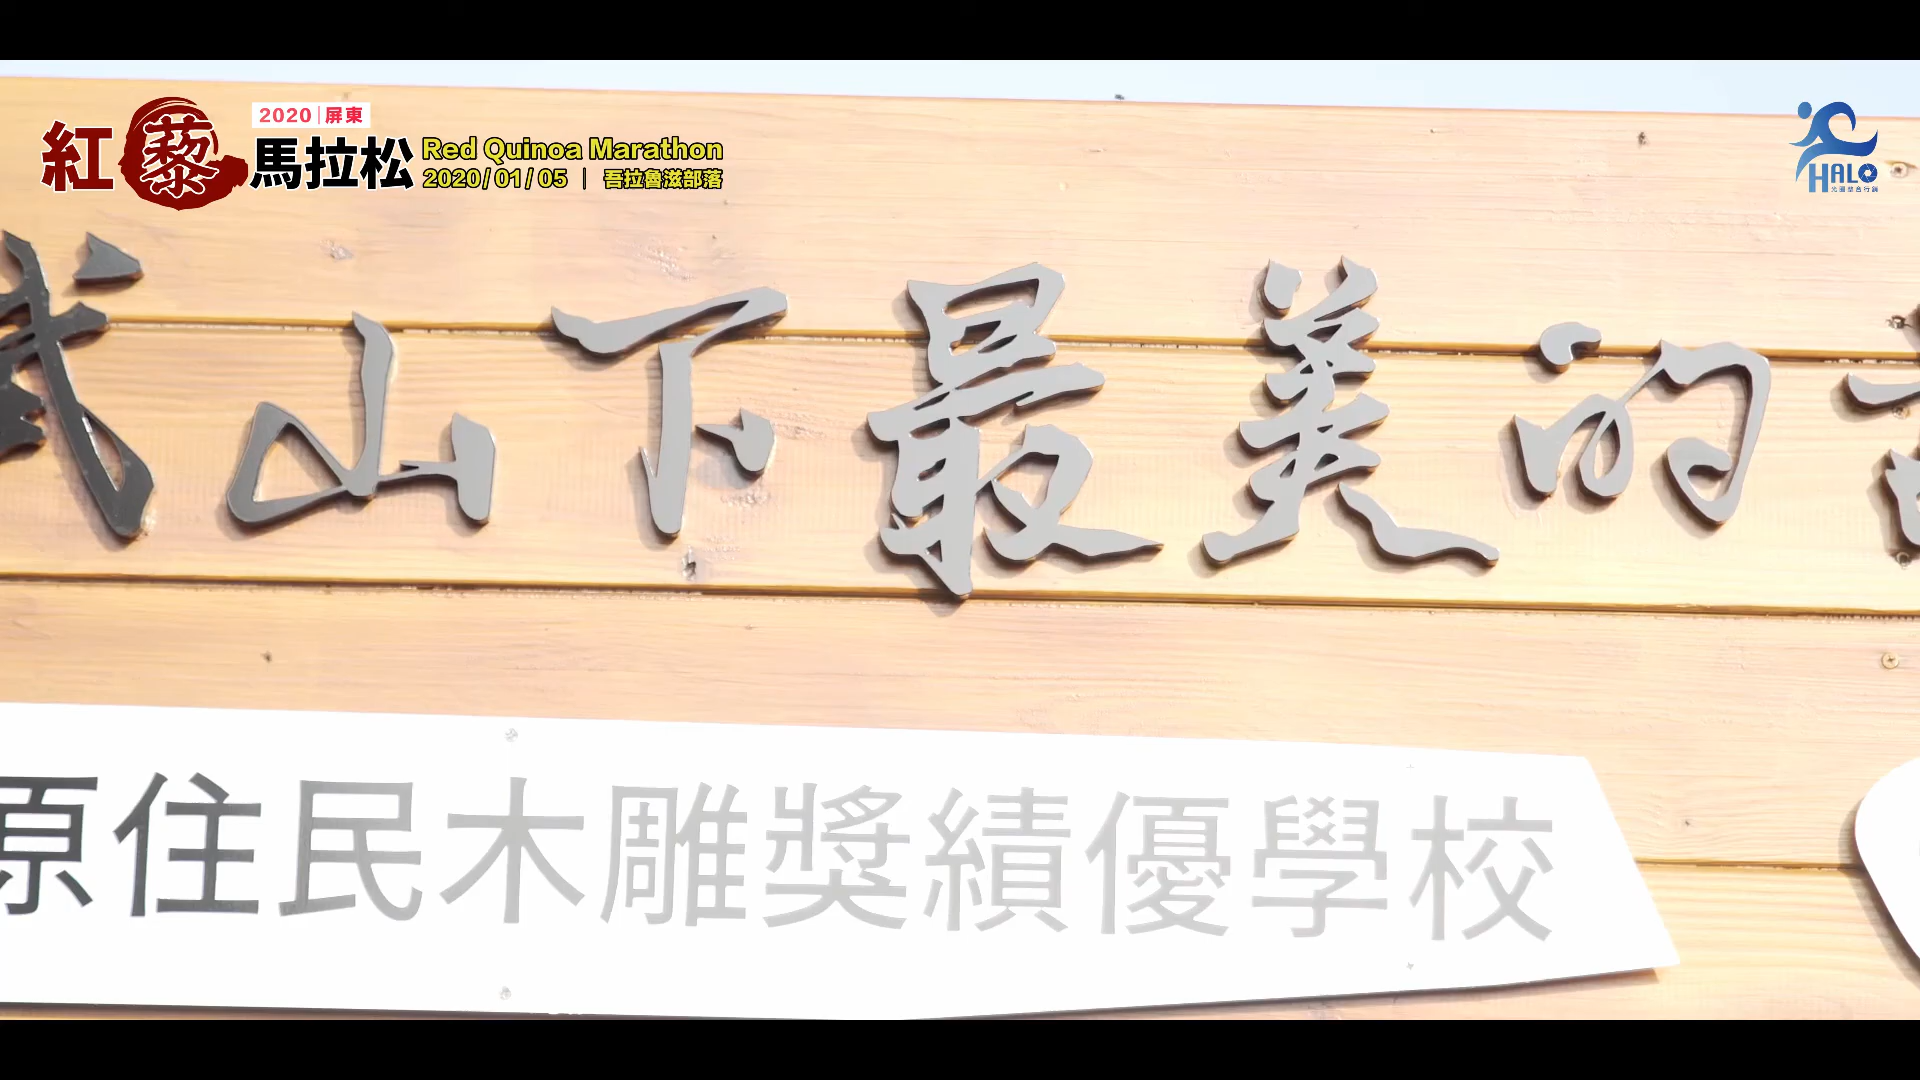 2020|屏東
紅藜馬拉松
Red Quinoa Marathon
2020/01/05 | 吾拉魯滋部落
HALO
武山下最美的
原住民木雕獎績優學校